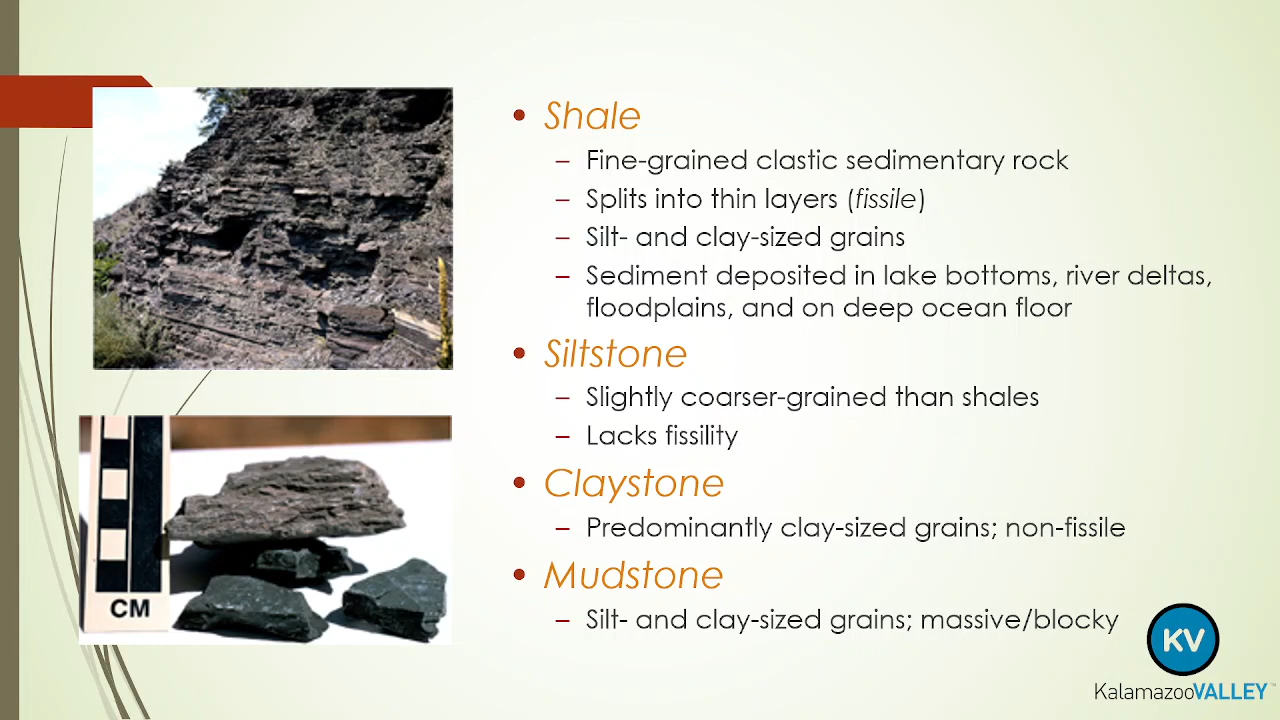 • Shale
– Fine-grained clastic sedimentary rock
– Splits into thin layers (fissile)
– Silt- and clay-sized grains
– Sediment deposited in lake bottoms, river deltas,
floodplains, and on deep ocean floor
• Siltstone
– Slightly coarser-grained than shales
– Lacks fissility
• Claystone
– Predominantly clay-sized grains; non-fissile
• Mudstone
– Silt- and clay-sized grains; massive/blocky
CM
KV
KalamazooVALLEY™